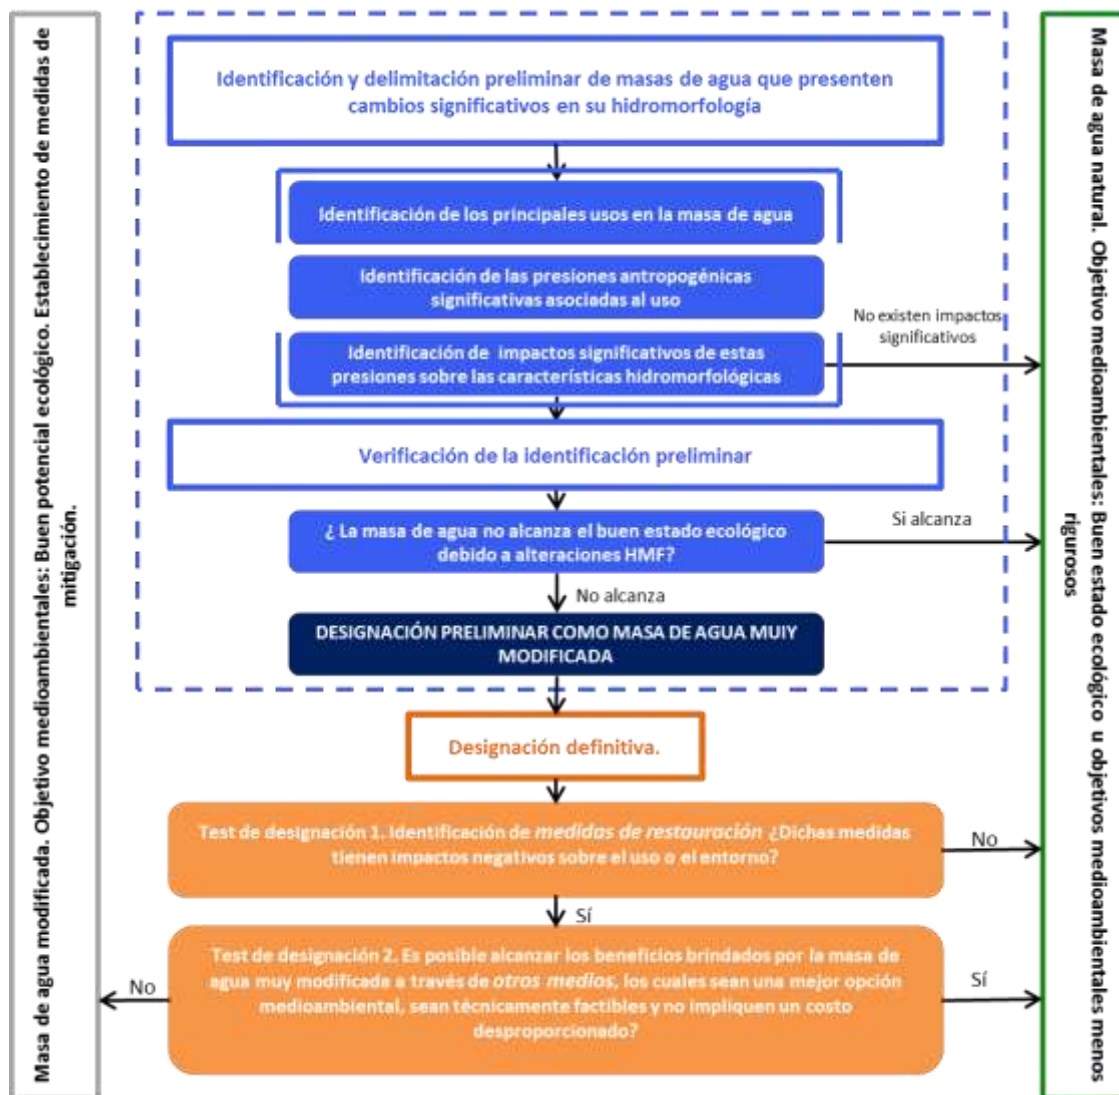 Masa de agua modificada. Objetivo medioambientales: Buen potencial ecológico. Establecimiento de medidas de
mitigación.
Identificación y delimitación preliminar de masas de agua que presenten
cambios significativos en su hidromorfología
Identificación de los principales usos en la masa de agua
Identificación de las presiones antropogénicas
significativas asociadas al uso
Identificación de impactos significativos de estas
presiones sobre las características hidromorfológicas
No existen impactos
significativos
Verificación de la identificación preliminar
¿ La masa de agua no alcanza el buen estado ecológico
debido a alteraciones HMF?
Si alcanza
No alcanza
DESIGNACIÓN PRELIMINAR COMO MASA DE AGUA MUIY
MODIFICADA
Designación definitiva.
Test de designación 1. Identificación de medidas de restauración ¿Dichas medidas
tienen impactos negativos sobre el uso o el entorno?
No
Sí
Test de designación 2. Es posible alcanzar los beneficios brindados por la masa de
agua muy modificada a través de otros medios, los cuales sean una mejor opción
medioambiental, sean técnicamente factibles y no impliquen un costo
desproporcionado?
No
Sí
Masa de agua natural. Objetivo medioambientales: Buen estado ecológico u objetivos medioambientales menos
rigurosos